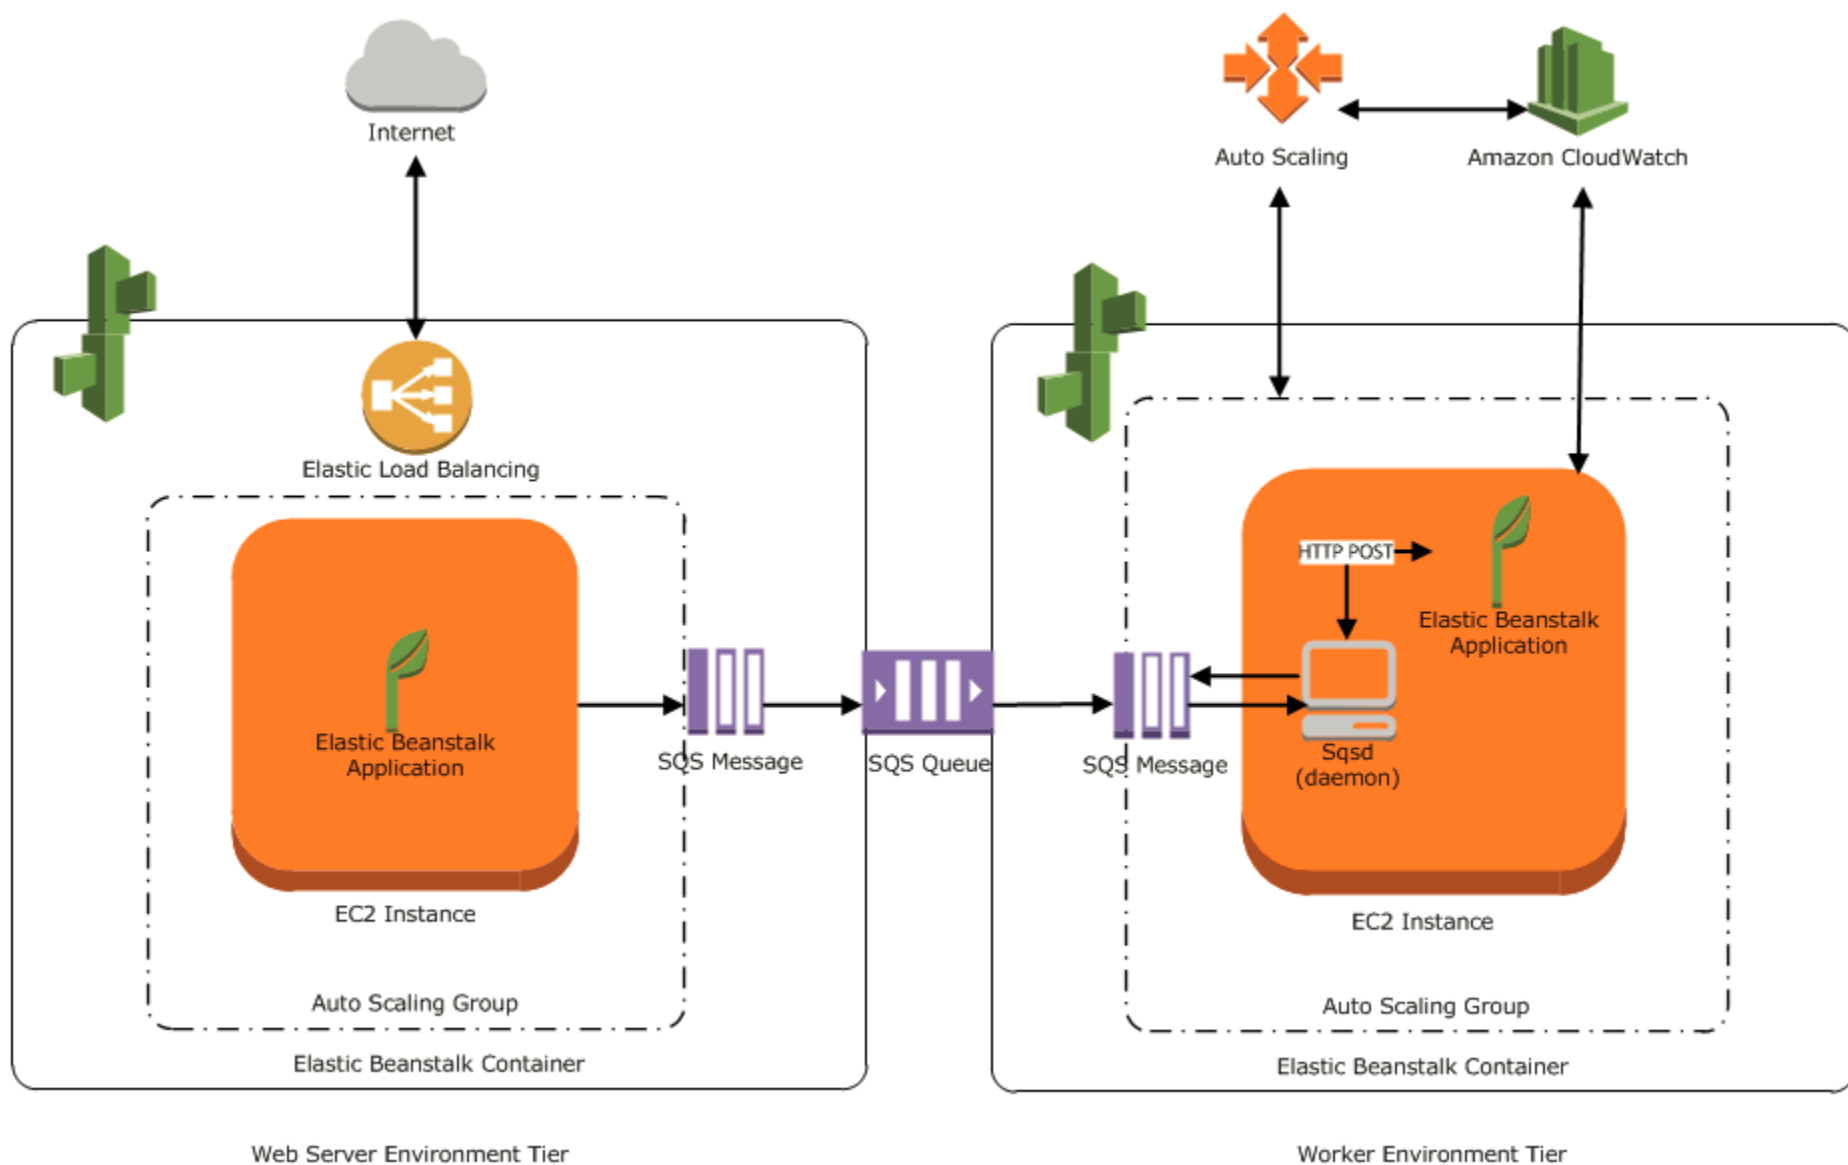 Internet
Auto Scaling
Amazon CloudWatch
Elastic Load Balancing
HTTP POST
Elastic Beanstalk
Application
Elastic Beanstalk
Application
SQS Message
SQS Queue
SQS Message
Sqsd
(daemon)
EC2 Instance
EC2 Instance
Auto Scaling Group
Auto Scaling Group
Elastic Beanstalk Container
Elastic Beanstalk Container
Web Server Environment Tier
Worker Environment Tier